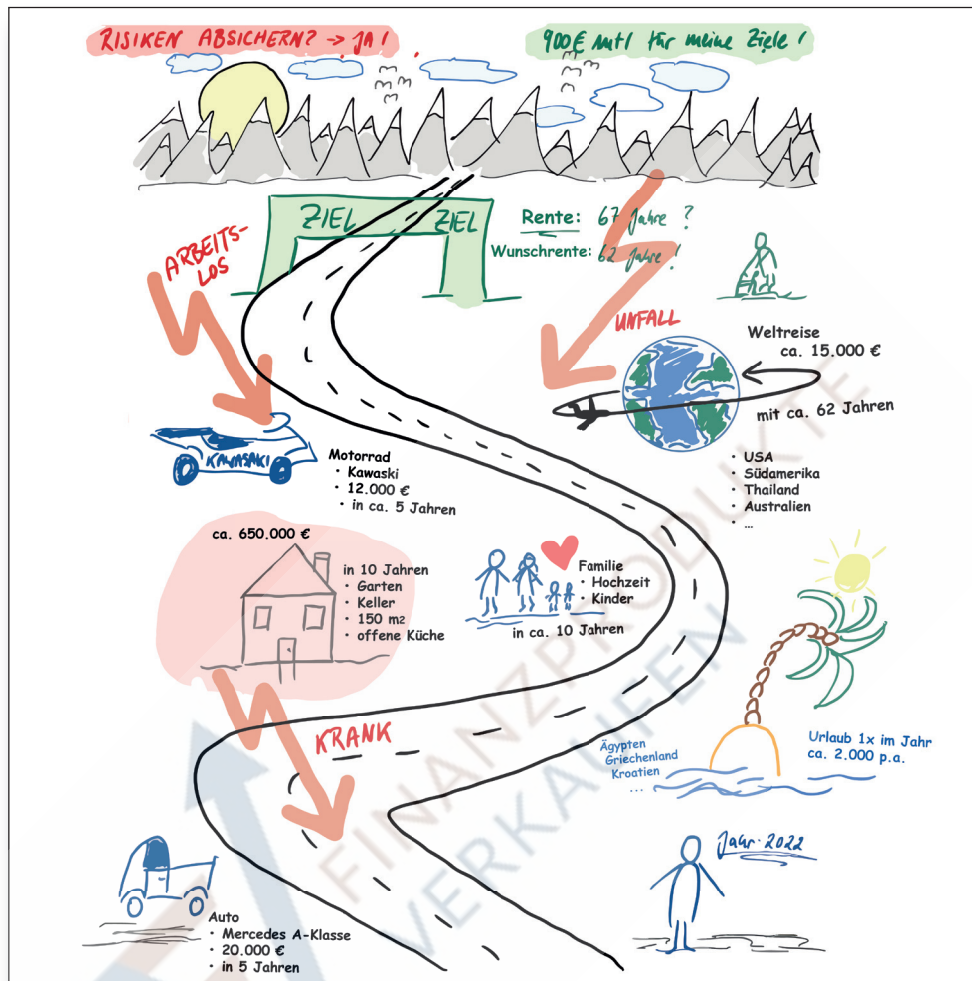 RISIKEN ABSICHERN? → JA!
900€ mtl für meine Ziele!
ZIEL ZIEL
Rente: 67 Jahre ?
Wunschrente: 62 Jahre !
ARBEITS-
LOS
UNFALL
Weltreise
ca. 15.000 €
mit ca. 62 Jahren
• USA
• Südamerika
• Thailand
• Australien
• ...
KAWASAKI
Motorrad
• Kawaski
• 12.000 €
• in ca. 5 Jahren
ca. 650.000 €
in 10 Jahren
• Garten
• Keller
• 150 m2
• offene Küche
Familie
• Hochzeit
• Kinder
in ca. 10 Jahren
KRANK
Ägypten
Griechenland
Kroatien
...
Urlaub 1x im Jahr
ca. 2.000 p.a.
Jahr 2022
Auto
• Mercedes A-Klasse
• 20.000 €
• in 5 Jahren
FINANZPRODUKTE
VERKAUFEN